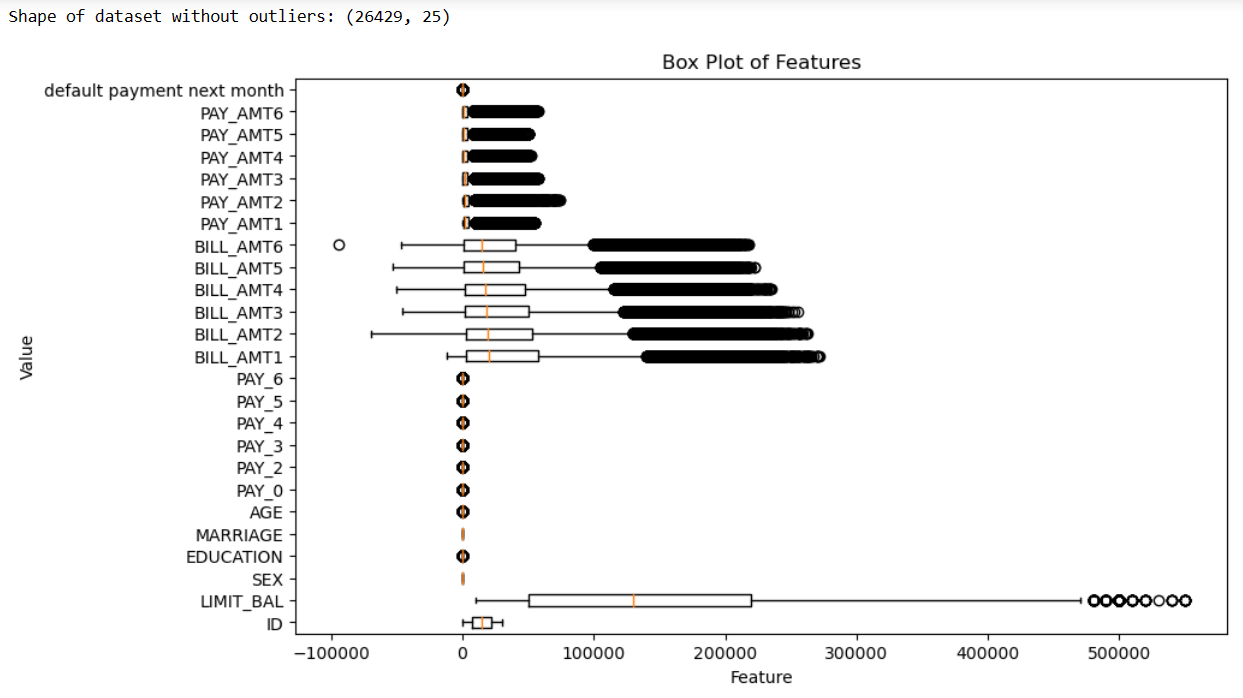 Shape of dataset without outliers: (26429, 25)
Box Plot of Features
default payment next month
PAY_AMT6
PAY_AMT5
PAY_AMT4
PAY_AMT3
PAY_AMT2
PAY_AMT1
BILL_AMT6
BILL_AMT5
BILL_AMT4
BILL_AMT3
BILL_AMT2
BILL_AMT1
PAY_6
PAY_5
PAY_4
PAY_3
PAY_2
PAY_0
AGE
MARRIAGE
EDUCATION
SEX
LIMIT_BAL
ID
Value
−100000 0 100000 200000 300000 400000 500000
Feature